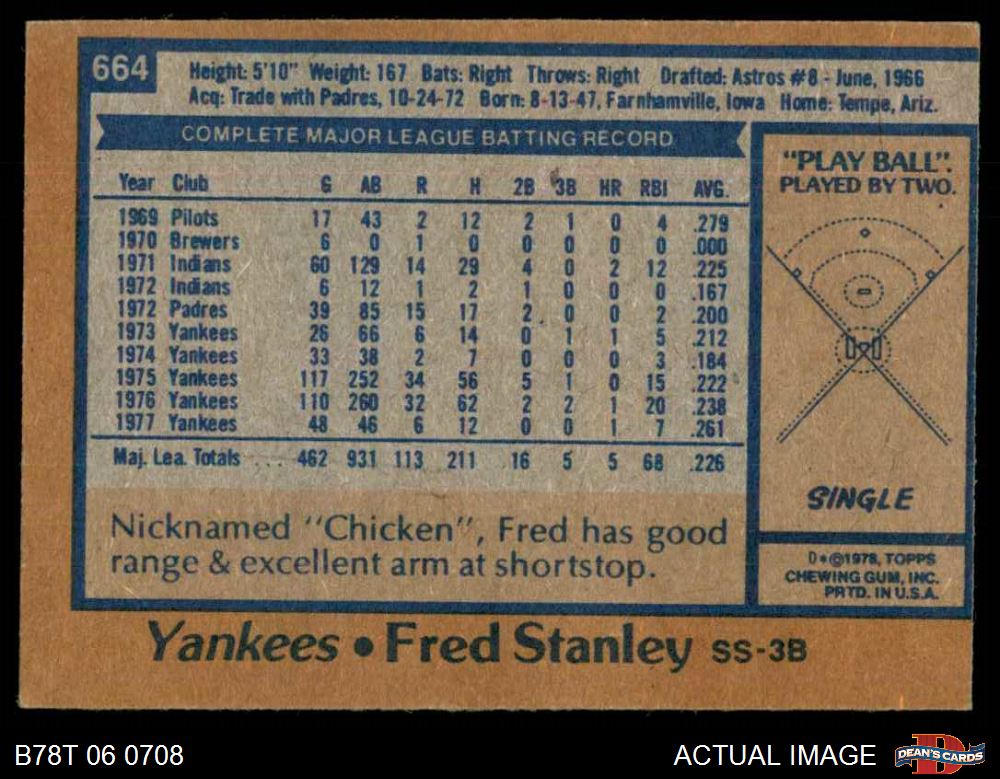 664
Height: 5'10" Weight: 167 Bats: Right Throws: Right Drafted: Astros #8 - June, 1966
Acq: Trade with Padres, 10-24-72 Born: 8-13-47, Farnhamville, Iowa Home: Tempe, Ariz.
COMPLETE MAJOR LEAGUE BATTING RECORD
Year Club G AB R H 2B 3B HR RBI AVG.
1969 Pilots 17 43 2 12 2 1 0 4 .279
1970 Brewers 6 0 1 0 0 0 0 0 .000
1971 Indians 60 129 14 29 4 0 2 12 .225
1972 Indians 6 12 1 2 1 0 0 0 .167
1972 Padres 39 85 15 17 2 0 0 2 .200
1973 Yankees 26 66 6 14 0 1 1 5 .212
1974 Yankees 33 38 2 7 0 0 0 3 .184
1975 Yankees 117 252 34 56 5 1 0 15 .222
1976 Yankees 110 260 32 62 2 2 1 20 .238
1977 Yankees 48 46 6 12 0 0 1 7 .261
Maj. Lea. Totals ... 462 931 113 211 16 5 5 68 .226
Nicknamed "Chicken", Fred has good
range & excellent arm at shortstop.
"PLAY BALL".
PLAYED BY TWO.
SINGLE
D*©1978, TOPPS
CHEWING GUM, INC.
PRTD. IN U.S.A.
Yankees • Fred Stanley SS-3B
B78T 06 0708
ACTUAL IMAGE
DEAN'S CARDS